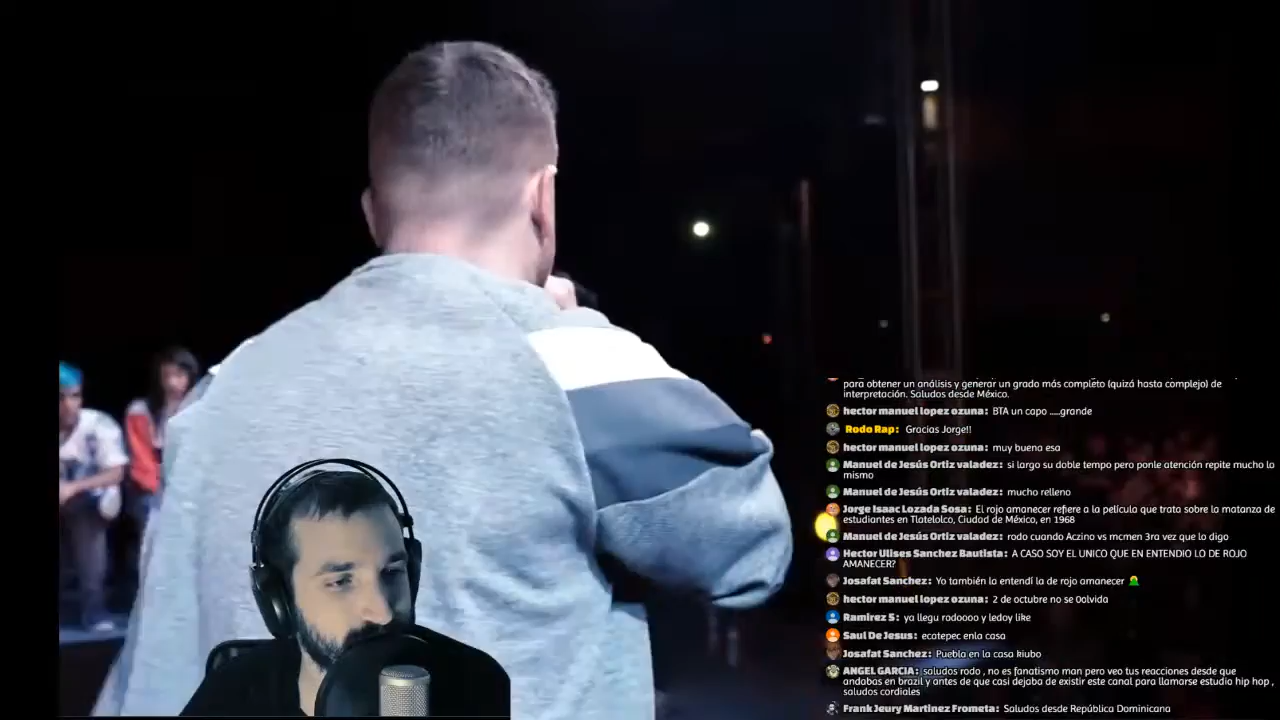 para obtener un análisis y generar un grado más completo (quizá hasta complejo) de
interpretación. Saludos desde México.
hector manuel lopez ozuna: BTA un capo .....grande
Rodo Rap: Gracias Jorge!!
hector manuel lopez ozuna: muy buena esa
Manuel de Jesús Ortiz valadez: si largo su doble tempo pero ponle atención repite mucho lo
mismo
Manuel de Jesús Ortiz valadez: mucho relleno
Jorge Isaac Lozada Sosa: El rojo amanecer refiere a la película que trata sobre la matanza de
estudiantes en Tlatelolco, Ciudad de México, en 1968
Manuel de Jesús Ortiz valadez: rodo cuando Aczino vs mcmen 3ra vez que lo digo
Hector Ulises Sanchez Bautista: A CASO SOY EL UNICO QUE EN ENTENDIO LO DE ROJO
AMANECER?
Josafat Sanchez: Yo también la entendí la de rojo amanecer
hector manuel lopez ozuna: 2 de octubre no se 0olvida
Ramirez S: ya llegu rodoooo y ledoy like
Saul De Jesus: ecatepec enla casa
Josafat Sanchez: Puebla en la casa kiubo
ANGEL GARCIA: saludos rodo , no es fanatismo man pero veo tus reacciones desde que
andabas en brazil y antes de que casi dejaba de existir este canal para llamarse estudio hip hop ,
saludos cordiales
Frank Jeury Martinez Frometa: Saludos desde República Dominicana